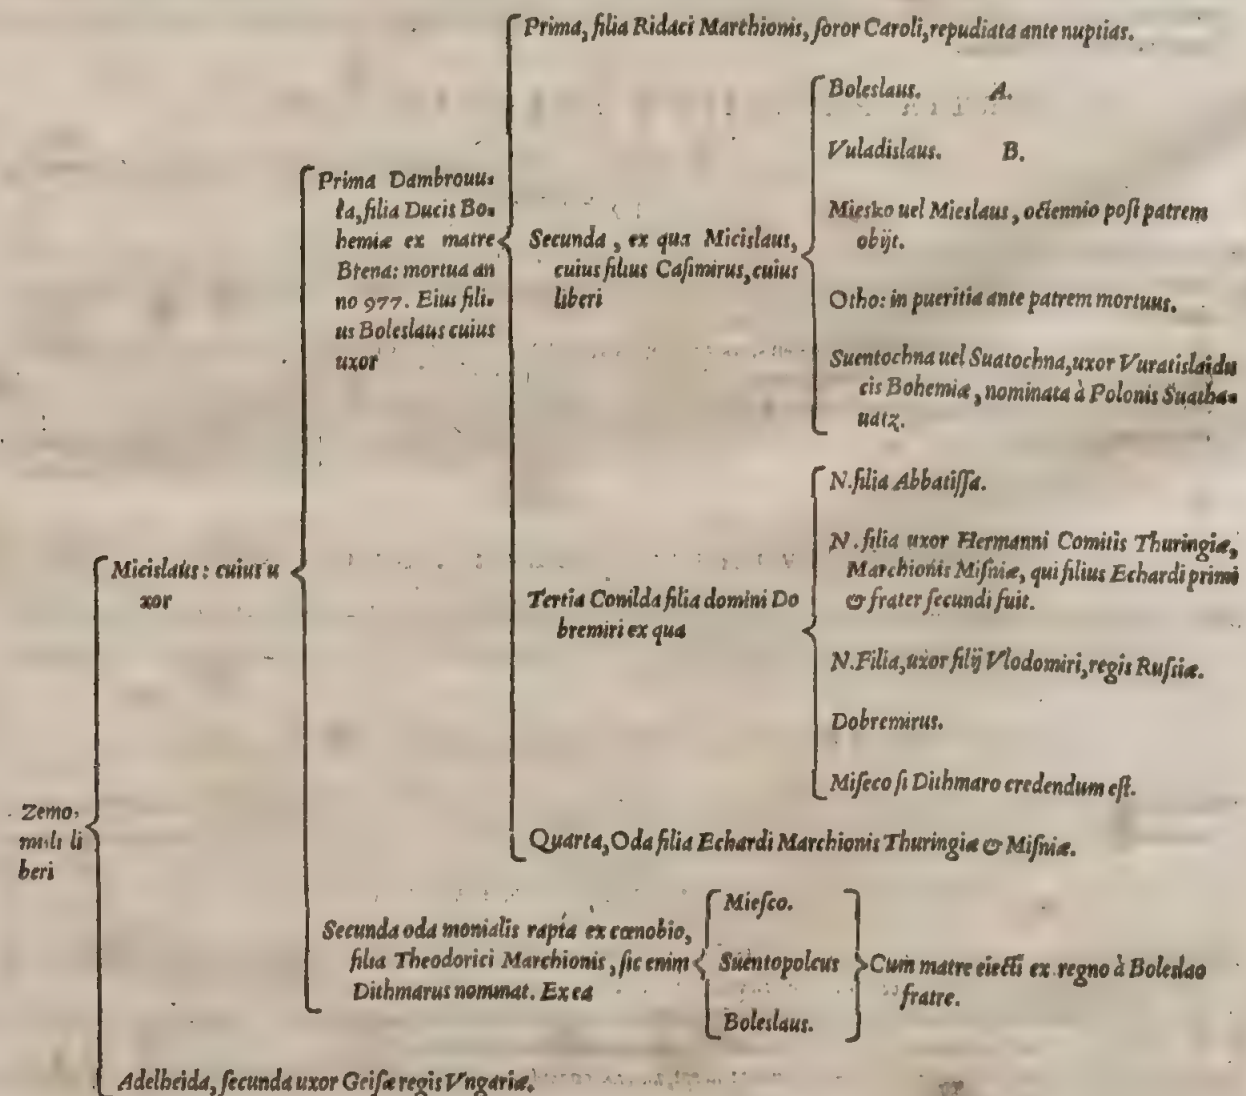 Prima, filia Ridaci Marchionis, ſoror Caroli, repudiata ante nuptias.
Boleslaus. A.
Vuladislaus. B.
Prima Dambrouu-
ka, filia Ducis Bo-
hemiæ ex matre
Btena: mortua an
no 977. Eius fili-
us Boleslaus cuius
uxor
Miesko uel Mieslaus, octennio poſt patrem
obijt.
Secunda, ex qua Micislaus,
cuius filius Caſimirus, cuius
liberi
Otho: in pueritia ante patrem mortuus.
Suentochna uel Suatochna, uxor Vuratislai du
cis Bohemiæ, nominata à Polonis Suatha-
uatz.
N. filia Abbatiſſa.
N. filia uxor Hermanni Comitis Thuringiæ,
Marchionis Miſniæ, qui filius Echardi primi
& frater ſecundi fuit.
Micislaus: cuius u
xor
Tertia Conilda filia domini Do
bremiri ex qua
N. Filia, uxor filij Vlodomiri, regis Ruſsiæ.
Dobremirus.
Miſeco ſi Dithmaro credendum eſt.
Zemo-
muli li
beri
Quarta, Oda filia Echardi Marchionis Thuringiæ & Miſniæ.
Secunda oda monialis rapta ex cœnobio,
filia Theodorici Marchionis, ſic enim
Dithmarus nominat. Ex ea
Mieſco.
Suentopolcus
Boleslaus.
Cum matre eiecti ex regno à Boleslao
fratre.
Adelheida, ſecunda uxor Geiſæ regis Vngariæ.